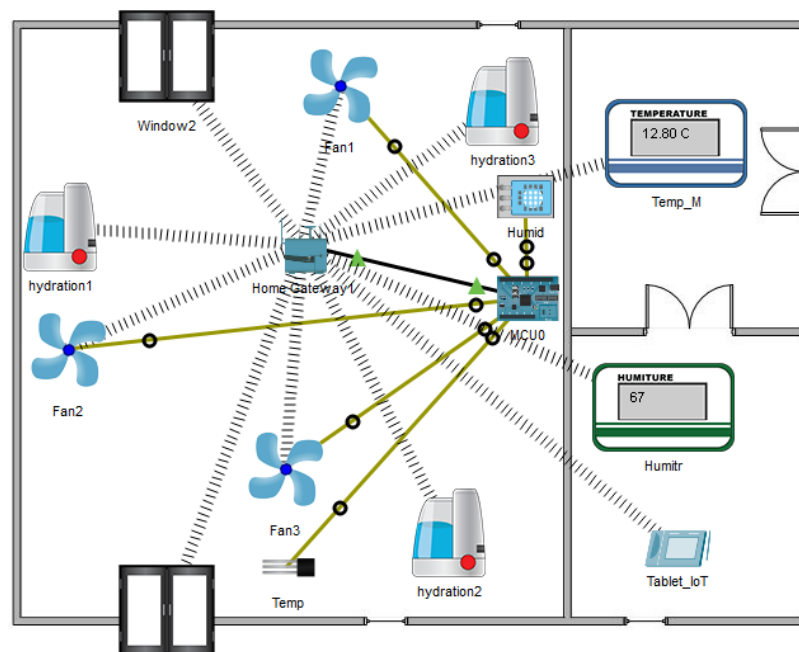 Window2
Fan1
hydration3
TEMPERATURE
12.80 C
Temp_M
Humid
hydration1
Home Gateway1
MCU0
Fan2
HUMITURE
67
Humitr
Fan3
Temp
hydration2
Tablet_IoT